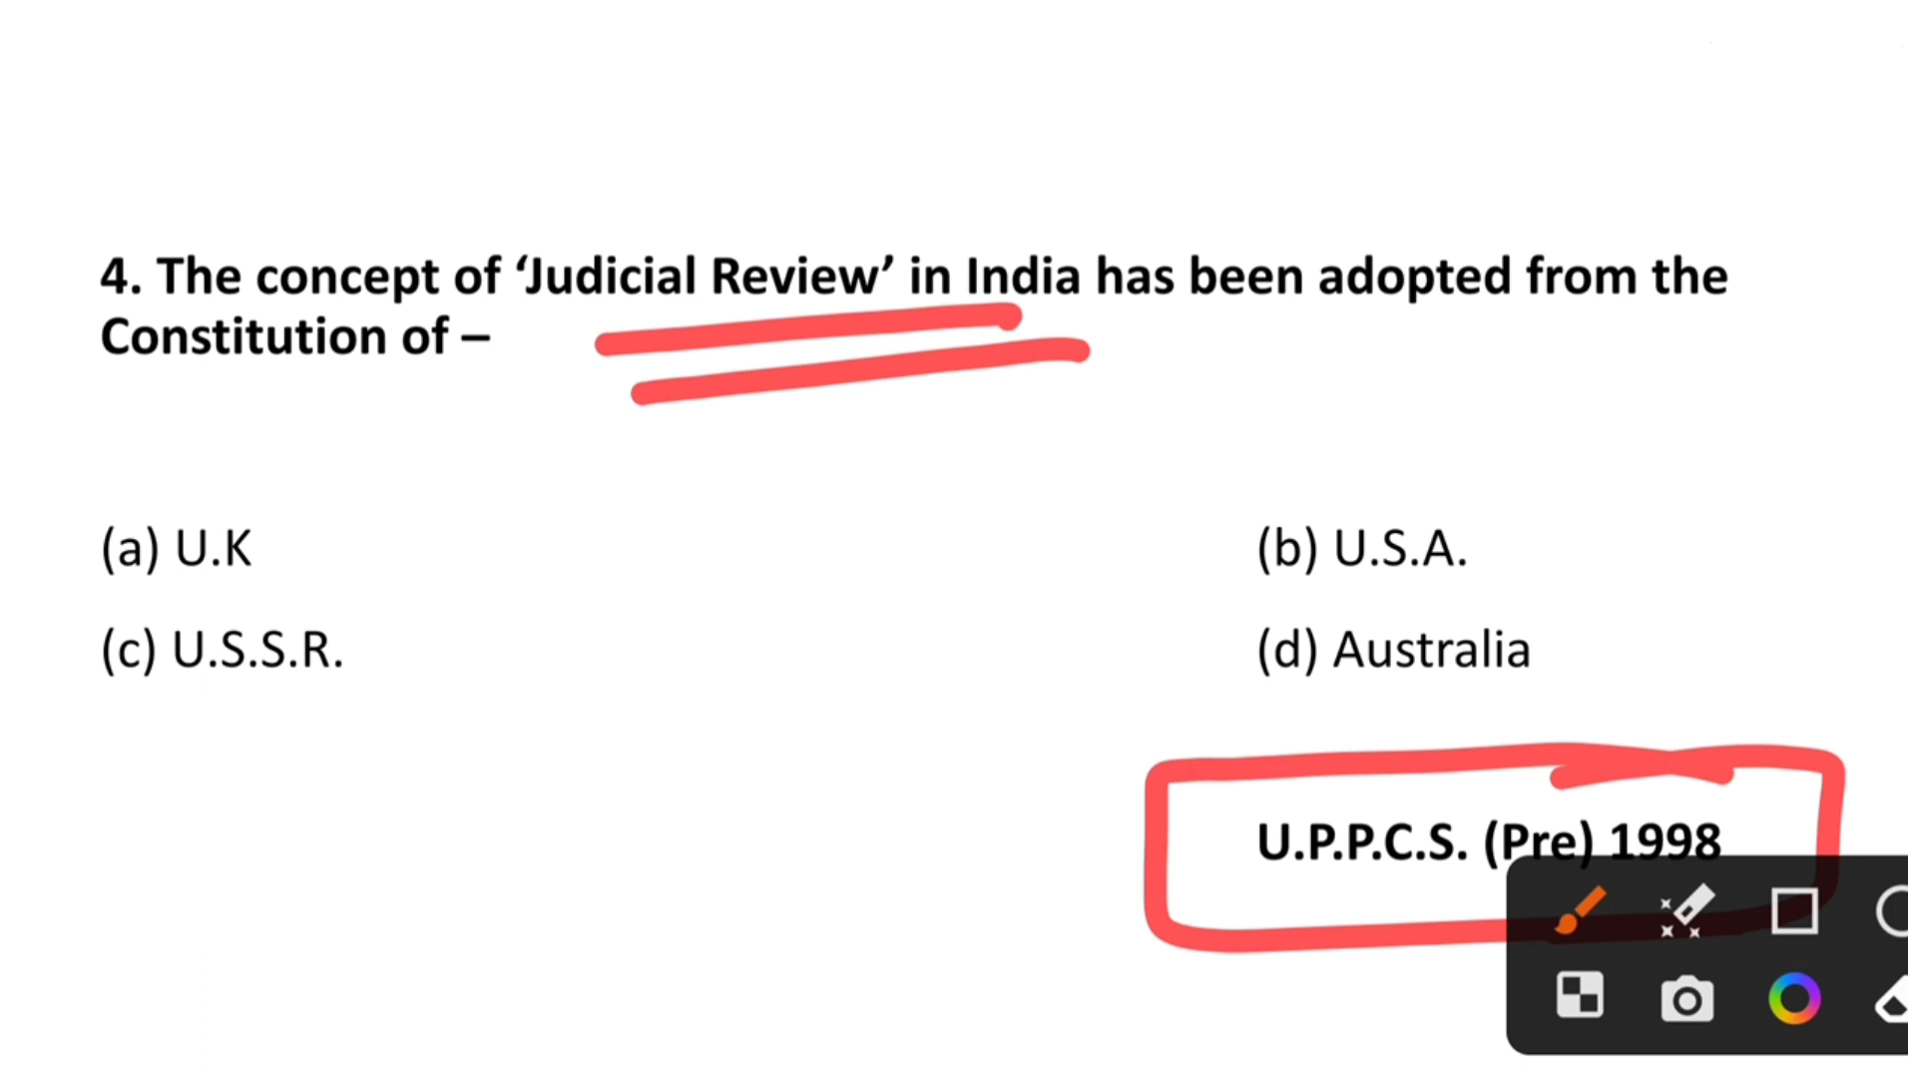 4. The concept of ‘Judicial Review’ in India has been adopted from the
Constitution of –
(a) U.K
(b) U.S.A.
(c) U.S.S.R.
(d) Australia
U.P.P.C.S. (Pre) 1998